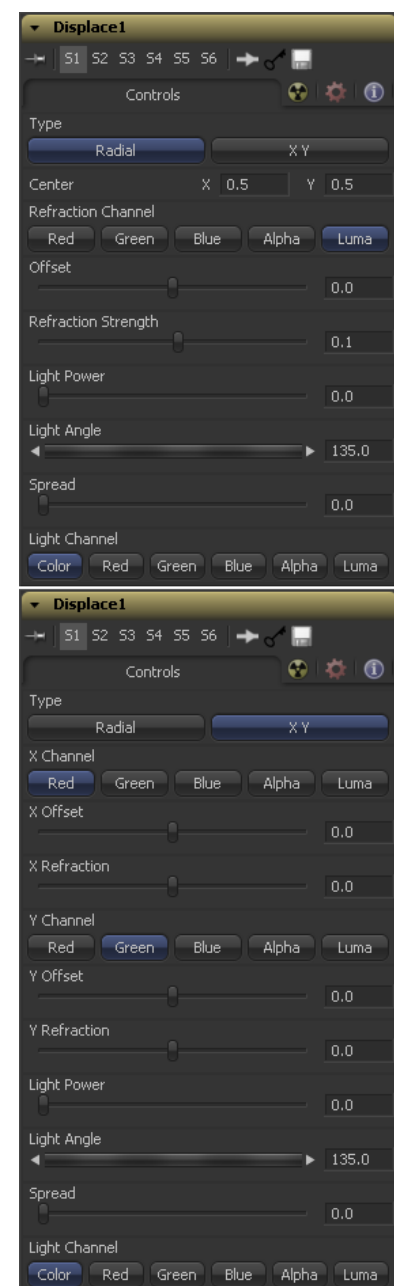 Displace1
S1 S2 S3 S4 S5 S6
Controls
Type
Radial X Y
Center X 0.5 Y 0.5
Refraction Channel
Red Green Blue Alpha Luma
Offset
0.0
Refraction Strength
0.1
Light Power
0.0
Light Angle
135.0
Spread
0.0
Light Channel
Color Red Green Blue Alpha Luma
Displace1
S1 S2 S3 S4 S5 S6
Controls
Type
Radial X Y
X Channel
Red Green Blue Alpha Luma
X Offset
0.0
X Refraction
0.0
Y Channel
Red Green Blue Alpha Luma
Y Offset
0.0
Y Refraction
0.0
Light Power
0.0
Light Angle
135.0
Spread
0.0
Light Channel
Color Red Green Blue Alpha Luma